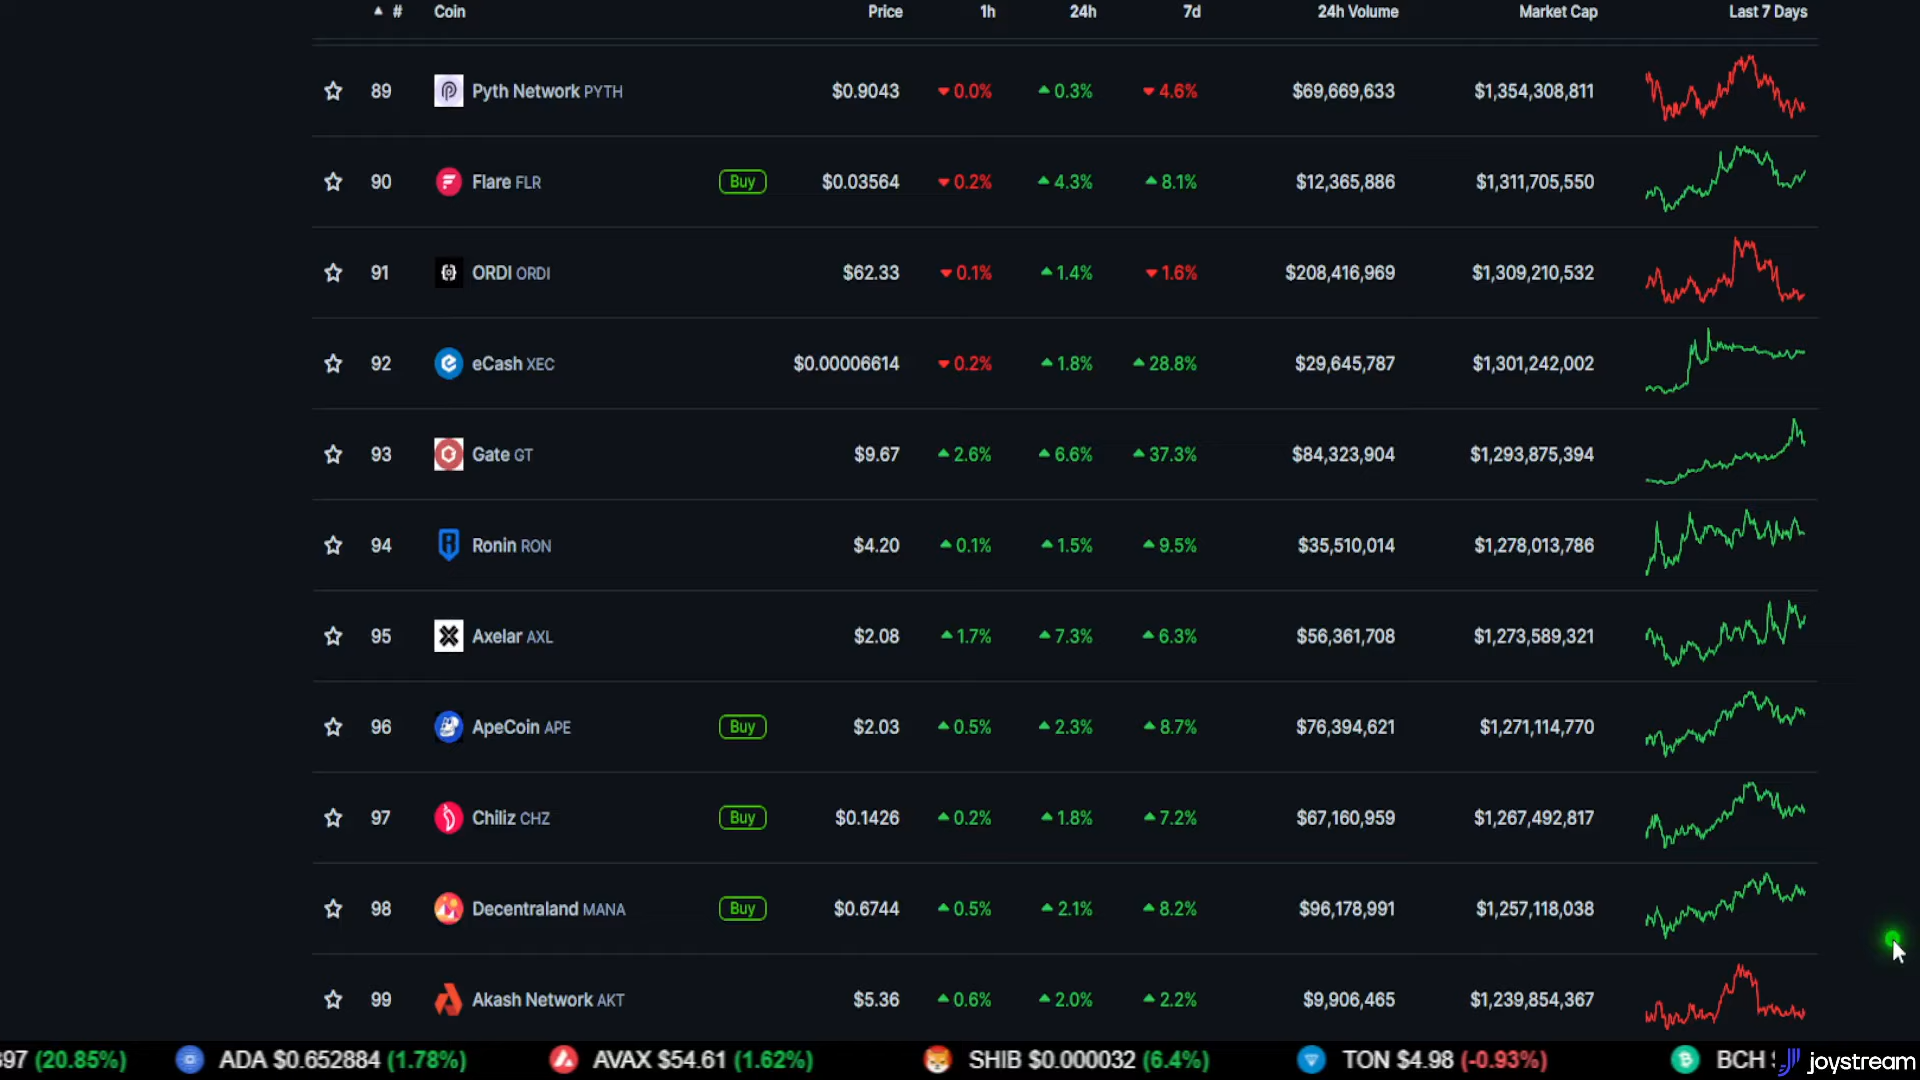 # Coin Price 1h 24h 7d 24h Volume Market Cap Last 7 Days
89 Pyth Network PYTH $0.9043 0.0% 0.3% 4.6% $69,669,633 $1,354,308,811
90 Flare FLR Buy $0.03564 0.2% 4.3% 8.1% $12,365,886 $1,311,705,550
91 ORDI ORDI $62.33 0.1% 1.4% 1.6% $208,416,969 $1,309,210,532
92 eCash XEC $0.00006614 0.2% 1.8% 28.8% $29,645,787 $1,301,242,002
93 Gate GT $9.67 2.6% 6.6% 37.3% $84,323,904 $1,293,875,394
94 Ronin RON $4.20 0.1% 1.5% 9.5% $35,510,014 $1,278,013,786
95 Axelar AXL $2.08 1.7% 7.3% 6.3% $56,361,708 $1,273,589,321
96 ApeCoin APE Buy $2.03 0.5% 2.3% 8.7% $76,394,621 $1,271,114,770
97 Chiliz CHZ Buy $0.1426 0.2% 1.8% 7.2% $67,160,959 $1,267,492,817
98 Decentraland MANA Buy $0.6744 0.5% 2.1% 8.2% $96,178,991 $1,257,118,038
99 Akash Network AKT $5.36 0.6% 2.0% 2.2% $9,906,465 $1,239,854,367
(20.85%) ADA $0.652884 (1.78%) AVAX $54.61 (1.62%) SHIB $0.000032 (6.4%) TON $4.98 (-0.93%) BCH joystream